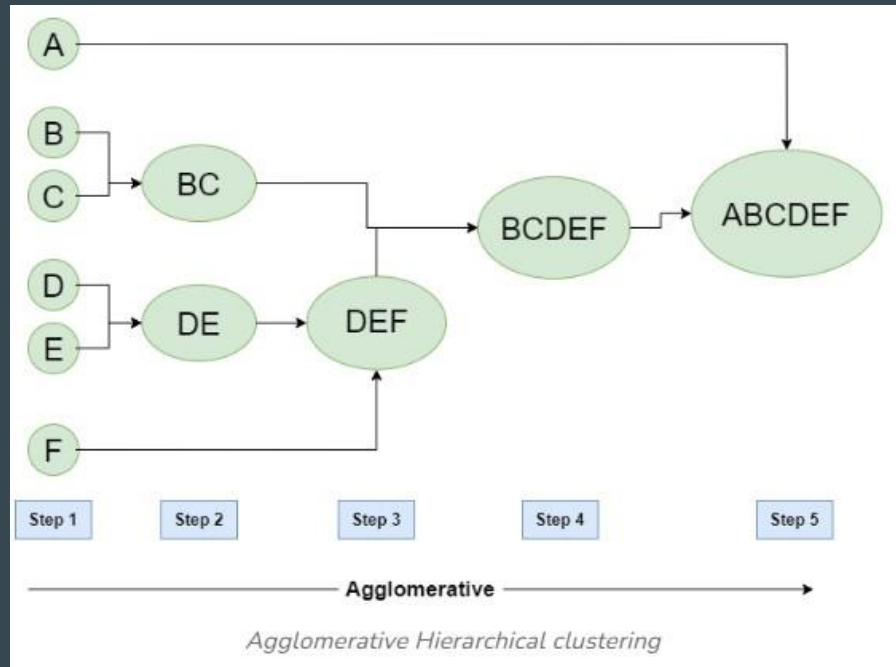 A
B
C
BC
D
E
DE
F
DEF
BCDEF
ABCDEF
Step 1
Step 2
Step 3
Step 4
Step 5
Agglomerative
Agglomerative Hierarchical clustering